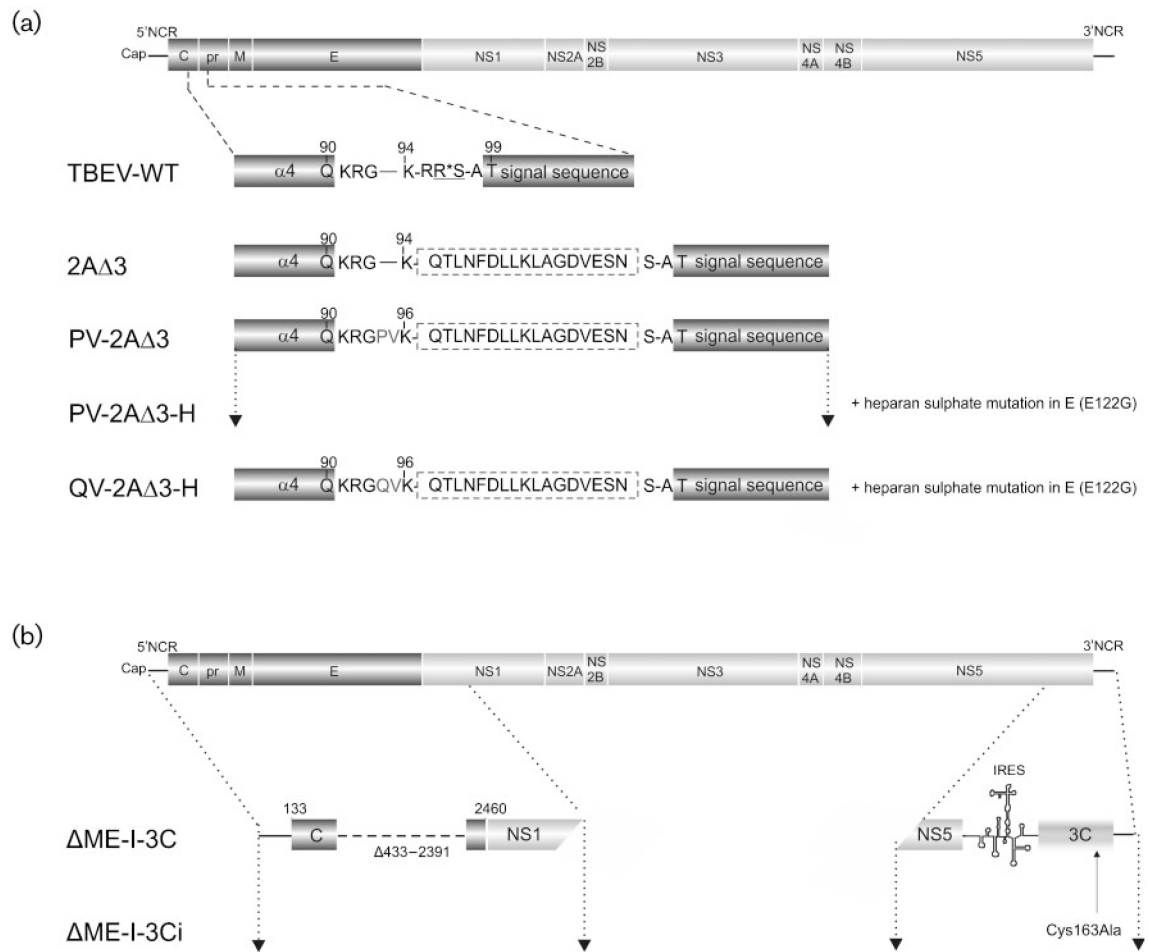 (a)
5'NCR 3'NCR
Cap C pr M E NS1 NS2A NS 2B NS3 NS 4A NS 4B NS5
TBEV-WT α4 90 Q KRG— 94 K-RR*S-A 99 T signal sequence
2AΔ3 α4 90 Q KRG— 94 K- QTLNFDLLKLAGDVESN S-A T signal sequence
PV-2AΔ3 α4 90 Q KRGPV 96 K- QTLNFDLLKLAGDVESN S-A T signal sequence
PV-2AΔ3-H + heparan sulphate mutation in E (E122G)
QV-2AΔ3-H α4 90 Q KRGQV 96 K- QTLNFDLLKLAGDVESN S-A T signal sequence + heparan sulphate mutation in E (E122G)
(b)
5'NCR 3'NCR
Cap C pr M E NS1 NS2A NS 2B NS3 NS 4A NS 4B NS5
IRES
133 2460
ΔME-I-3C C NS1 NS5 3C
Δ433–2391
Cys163Ala
ΔME-I-3Ci